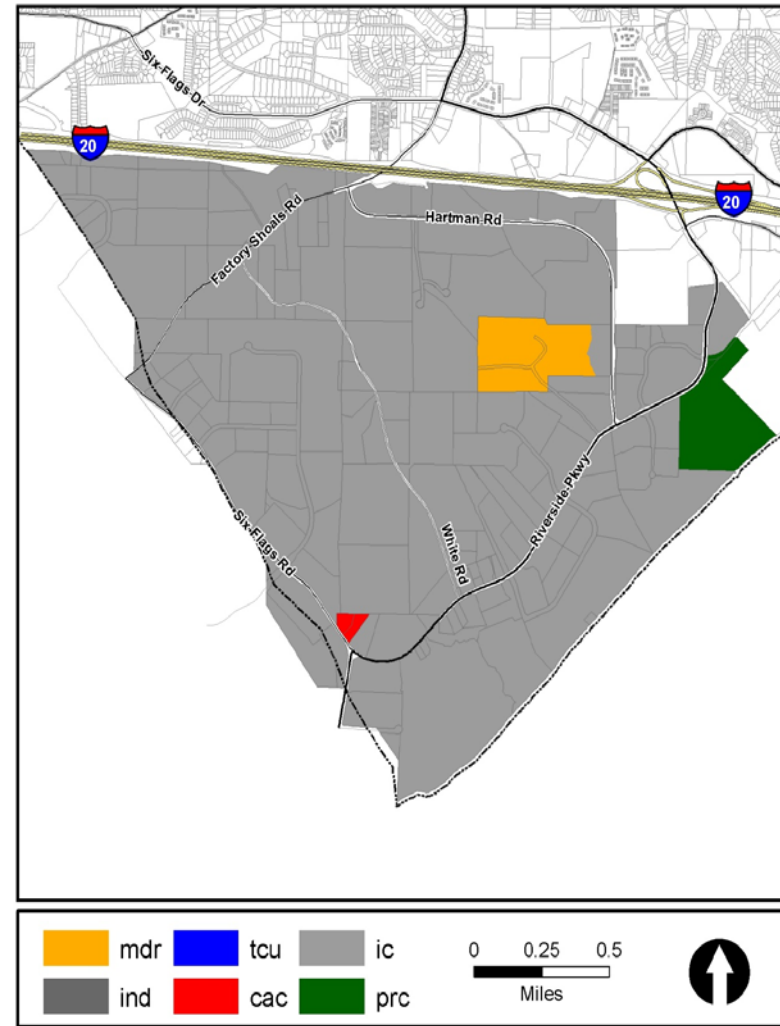 Six-Flags Dr
20
20
Factory Shoals Rd
Hartman Rd
Riverside Pkwy
White Rd
Six-Flags Rd
mdr
tcu
ic
ind
cac
prc
0
0.25
0.5
Miles